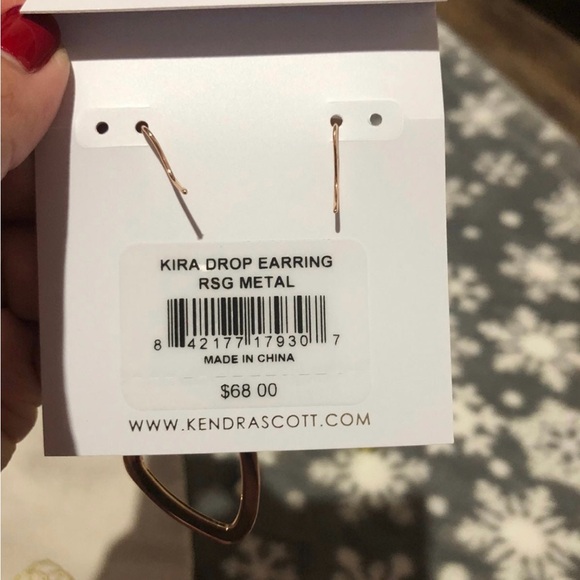 KIRA DROP EARRING
RSG METAL
8 42177 17930 7
MADE IN CHINA
$68 00
WWW.KENDRASCOTT.COM